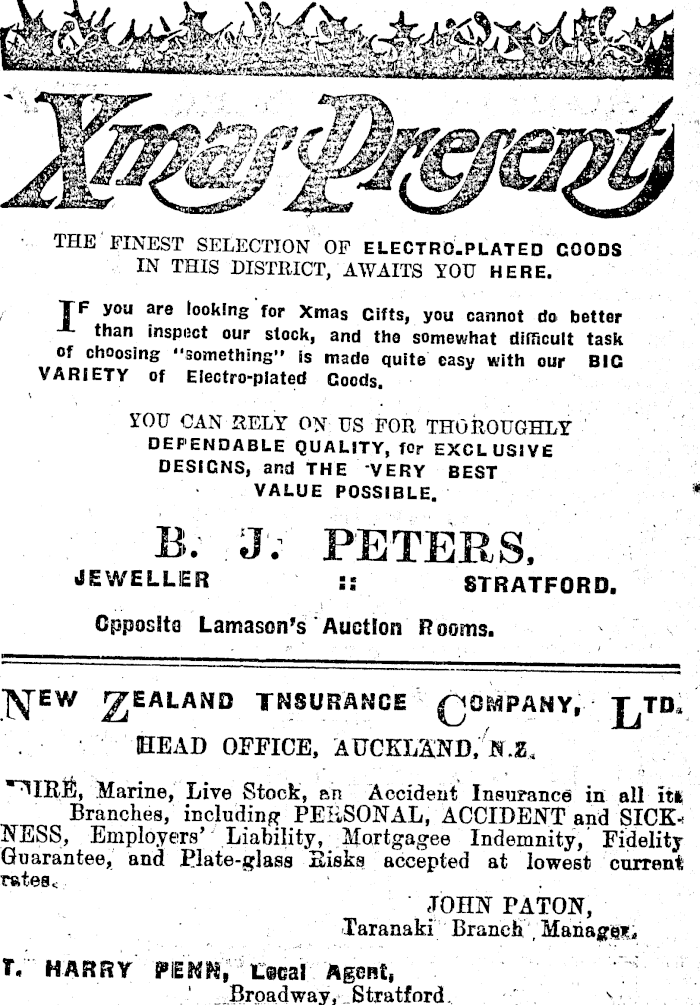 Xmas Present
THE FINEST SELECTION OF ELECTRO-PLATED GOODS
IN THIS DISTRICT, AWAITS YOU HERE.
IF you are looking for Xmas Gifts, you cannot do better
than inspect our stock, and the somewhat difficult task
of choosing "something" is made quite easy with our BIG
VARIETY of Electro-plated Goods.
YOU CAN RELY ON US FOR THOROUGHLY
DEPENDABLE QUALITY, for EXCLUSIVE
DESIGNS, and THE VERY BEST
VALUE POSSIBLE.
B. J. PETERS,
JEWELLER :: STRATFORD.
Opposite Lamason's Auction Rooms.
NEW ZEALAND INSURANCE COMPANY, LTD.
HEAD OFFICE, AUCKLAND, N.Z.
FIRE, Marine, Live Stock, an Accident Insurance in all its
Branches, including PERSONAL, ACCIDENT and SICK-
NESS, Employers' Liability, Mortgagee Indemnity, Fidelity
Guarantee, and Plate-glass Risks accepted at lowest current
rates.
JOHN PATON,
Taranaki Branch Manager.
T. HARRY PENN, Local Agent,
Broadway, Stratford